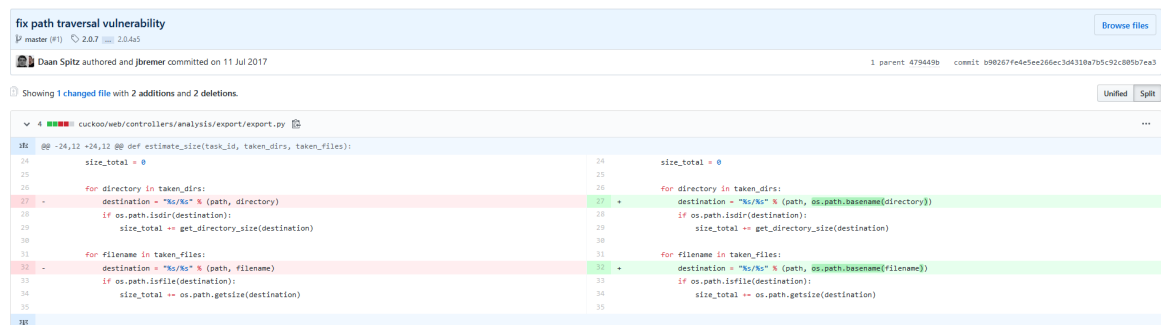 fix path traversal vulnerability
Browse files
master (#1) 2.0.7 ... 2.0.4a5
Daan Spitz authored and jbremer committed on 11 Jul 2017
1 parent 479449b commit b90267fe4e5ee266ec3d4310a7b5c92c805b7ea3
Showing 1 changed file with 2 additions and 2 deletions.
Unified Split
4 cuckoo/web/controllers/analysis/export/export.py
@@ -24,12 +24,12 @@ def estimate_size(task_id, taken_dirs, taken_files):
24 size_total = 0
25
26 for directory in taken_dirs:
27 - destination = "%s/%s" % (path, directory)
28 if os.path.isdir(destination):
29 size_total += get_directory_size(destination)
30
31 for filename in taken_files:
32 - destination = "%s/%s" % (path, filename)
33 if os.path.isfile(destination):
34 size_total += os.path.getsize(destination)
35
24 size_total = 0
25
26 for directory in taken_dirs:
27 + destination = "%s/%s" % (path, os.path.basename(directory))
28 if os.path.isdir(destination):
29 size_total += get_directory_size(destination)
30
31 for filename in taken_files:
32 + destination = "%s/%s" % (path, os.path.basename(filename))
33 if os.path.isfile(destination):
34 size_total += os.path.getsize(destination)
35